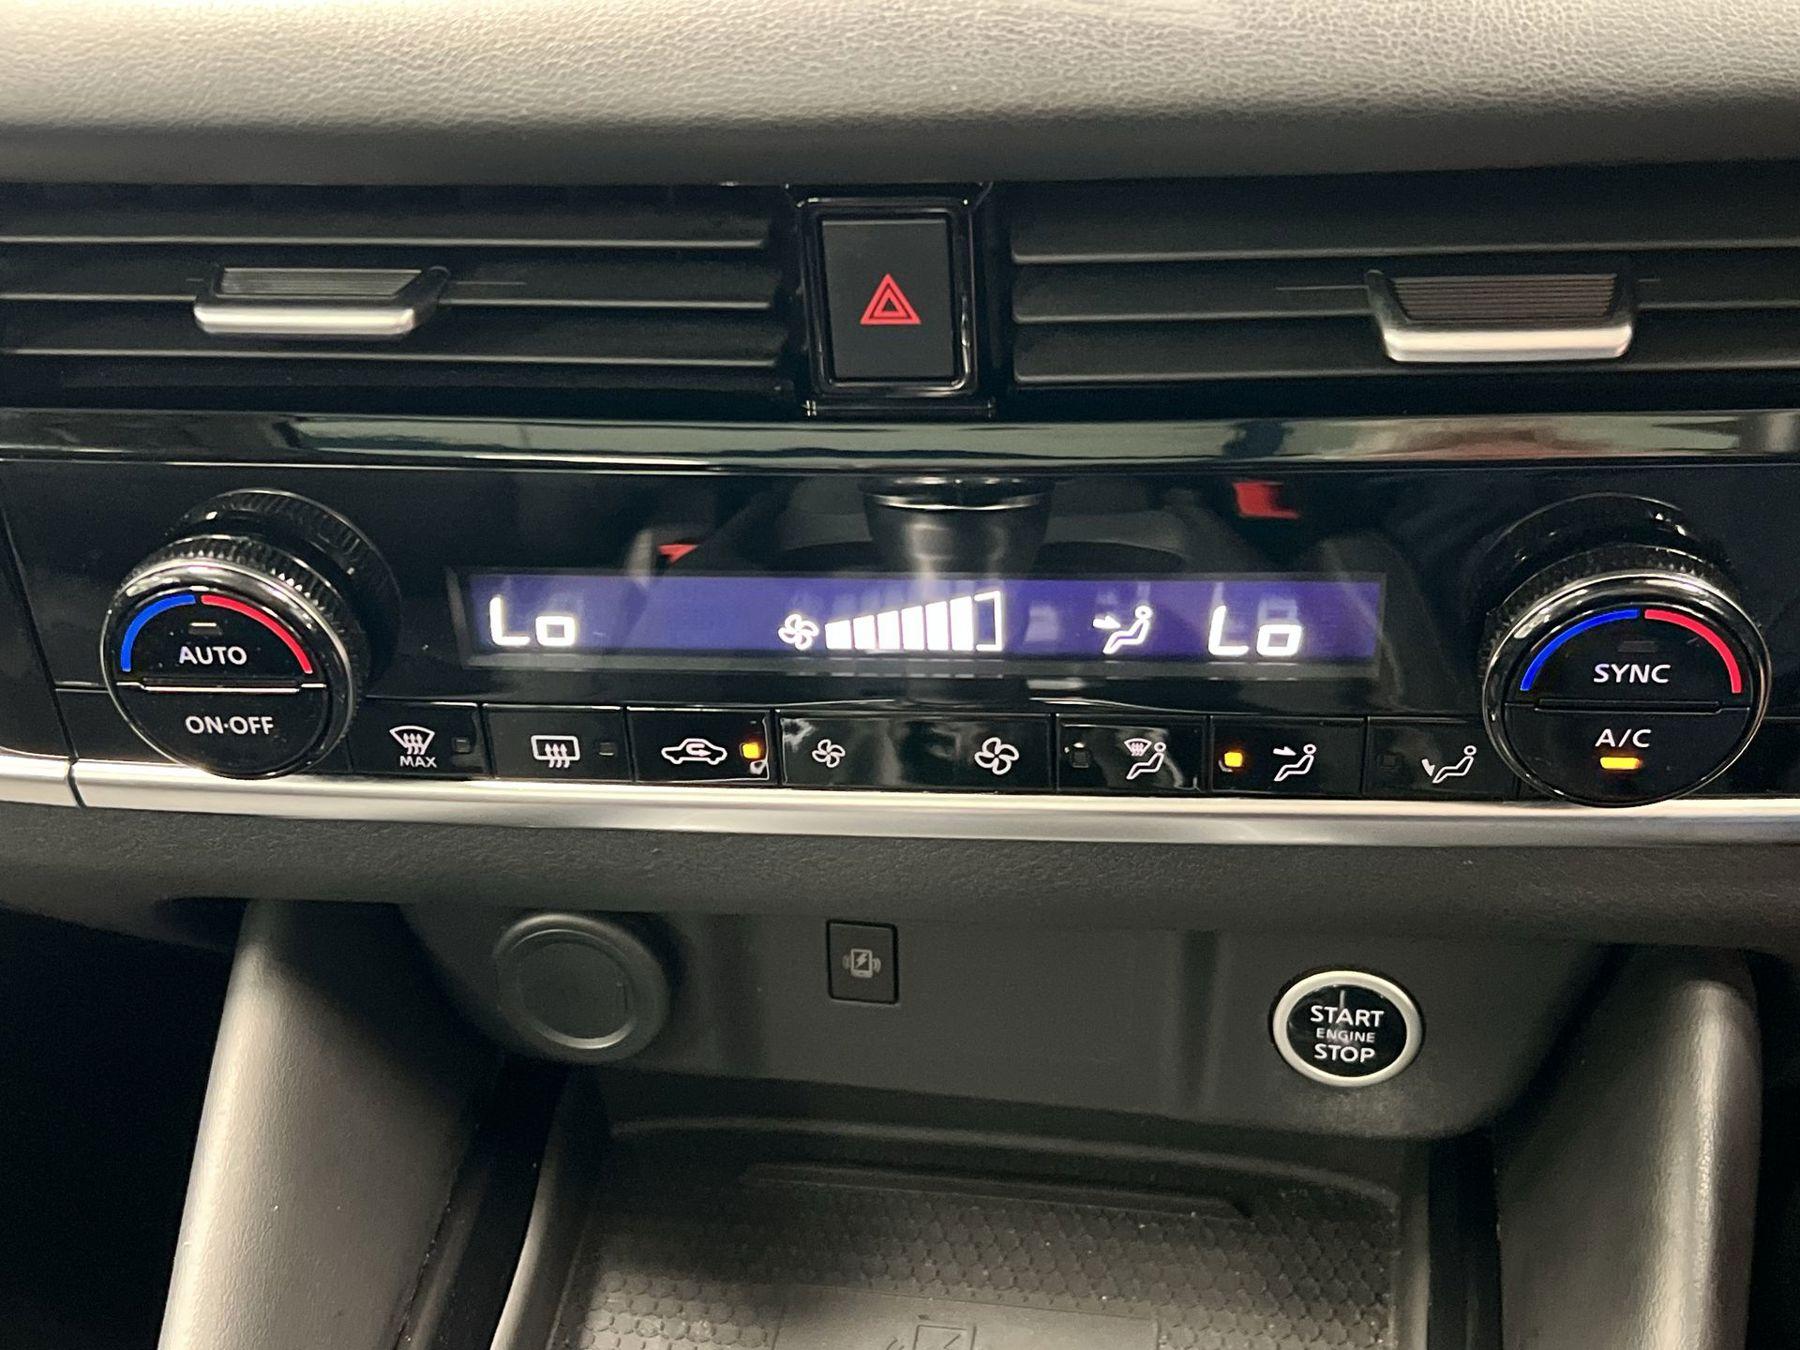 Lo
Lo
AUTO
ON·OFF
MAX
SYNC
A/C
START
ENGINE
STOP